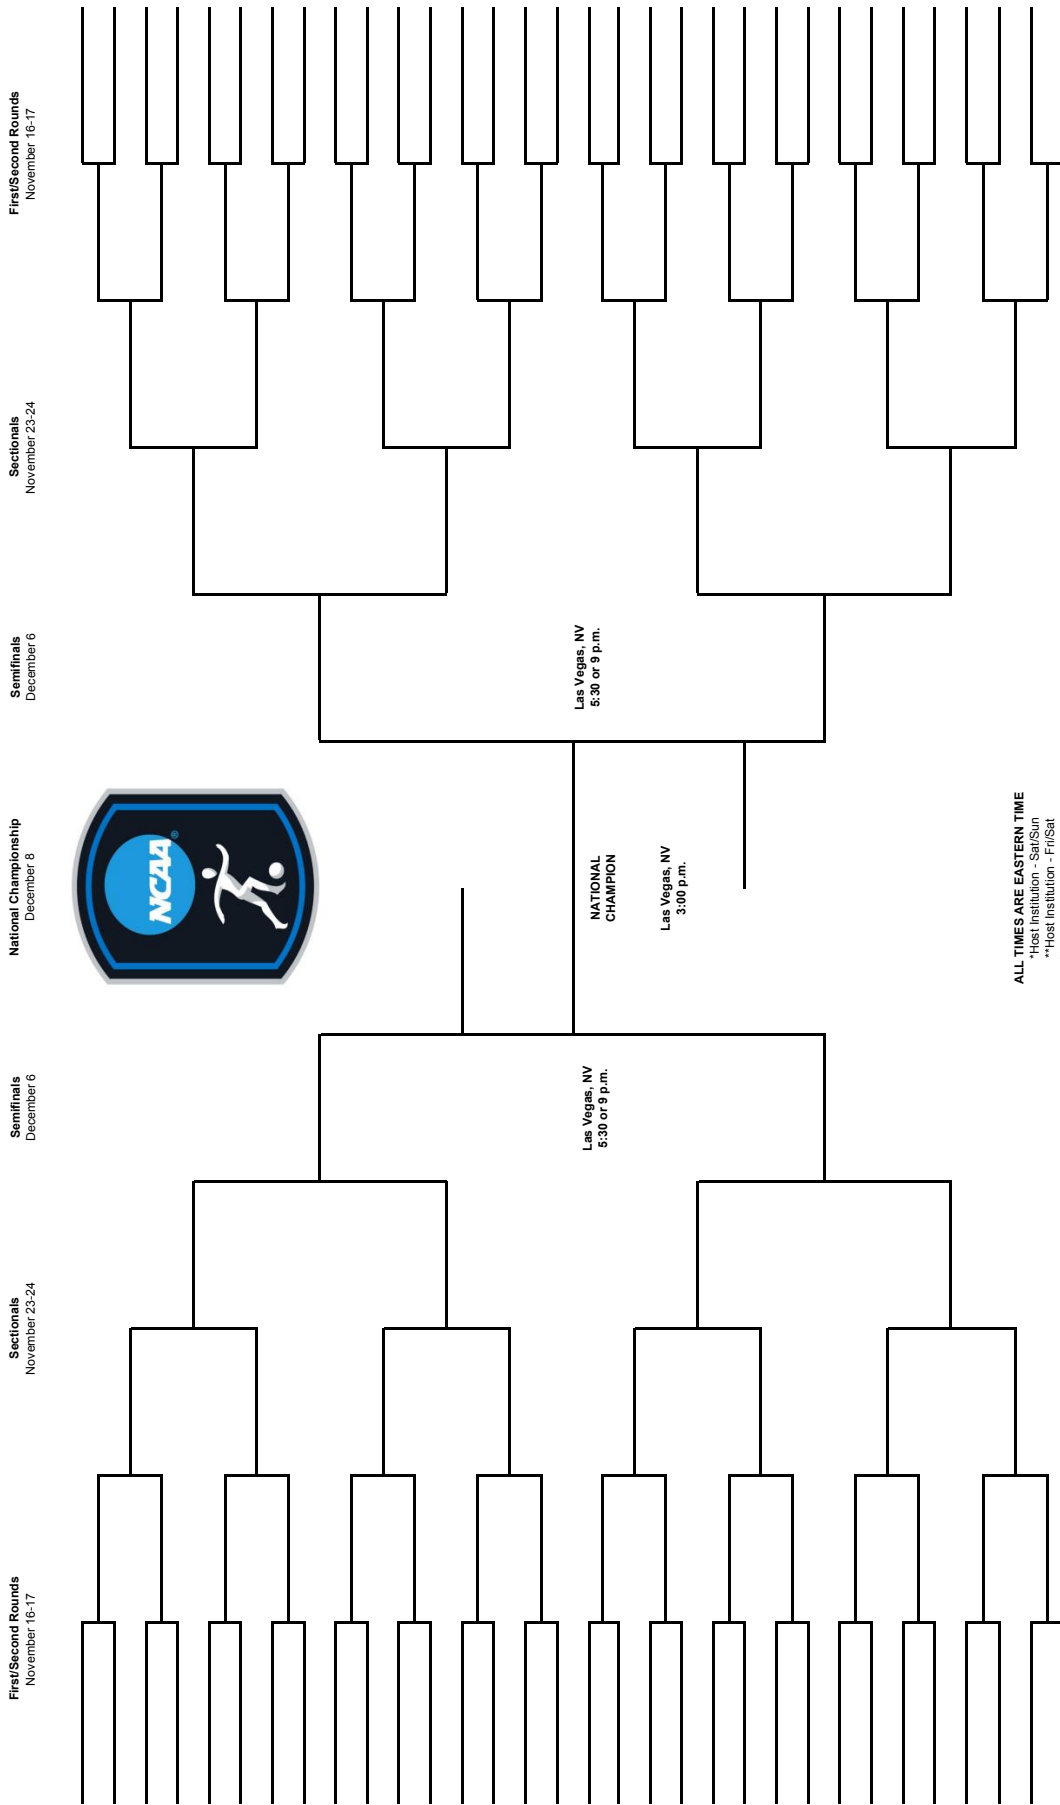 First/Second Rounds
November 16-17
Sectionals
November 23-24
Semifinals
December 6
National Championship
December 8
Semifinals
December 6
Sectionals
November 23-24
First/Second Rounds
November 16-17
NCAA®
Las Vegas, NV
5:30 or 9 p.m.
NATIONAL
CHAMPION
Las Vegas, NV
3:00 p.m.
Las Vegas, NV
5:30 or 9 p.m.
ALL TIMES ARE EASTERN TIME
*Host Institution - Sat/Sun
**Host Institution - Fri/Sat